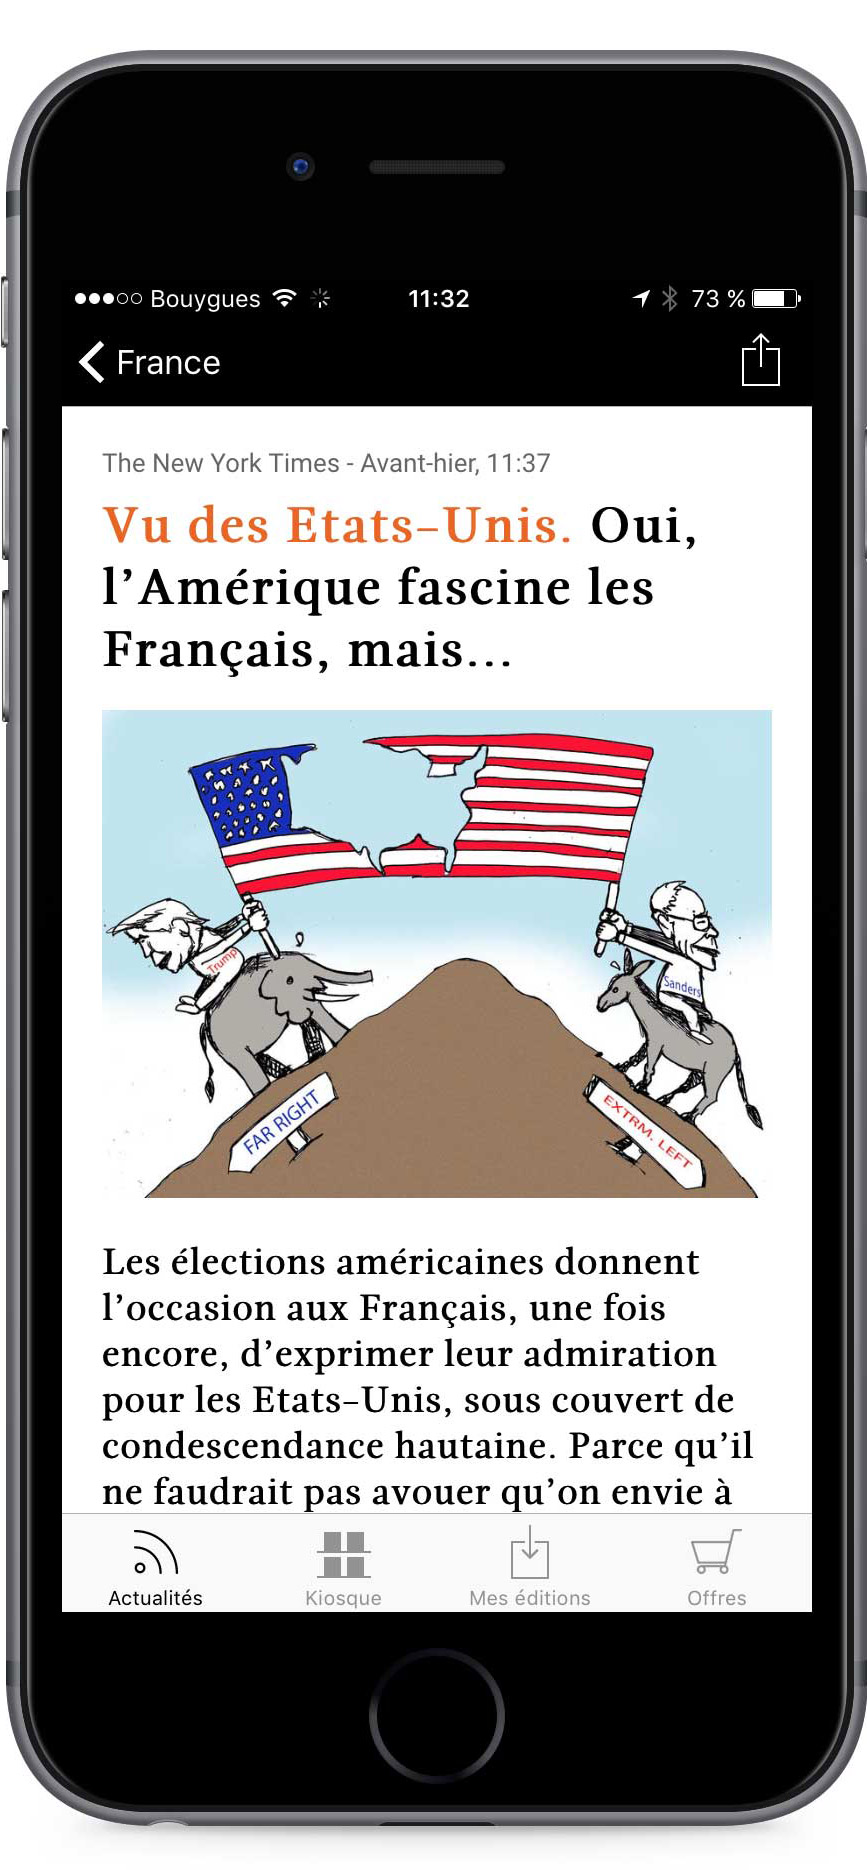 Bouygues 11:32 73 %
France
The New York Times - Avant-hier, 11:37
Vu des Etats-Unis. Oui,
l’Amérique fascine les
Français, mais...
Trump
Sanders
FAR RIGHT
EXTRM. LEFT
Les élections américaines donnent
l’occasion aux Français, une fois
encore, d’exprimer leur admiration
pour les Etats-Unis, sous couvert de
condescendance hautaine. Parce qu’il
ne faudrait pas avouer qu’on envie à
Actualités Kiosque Mes éditions Offres